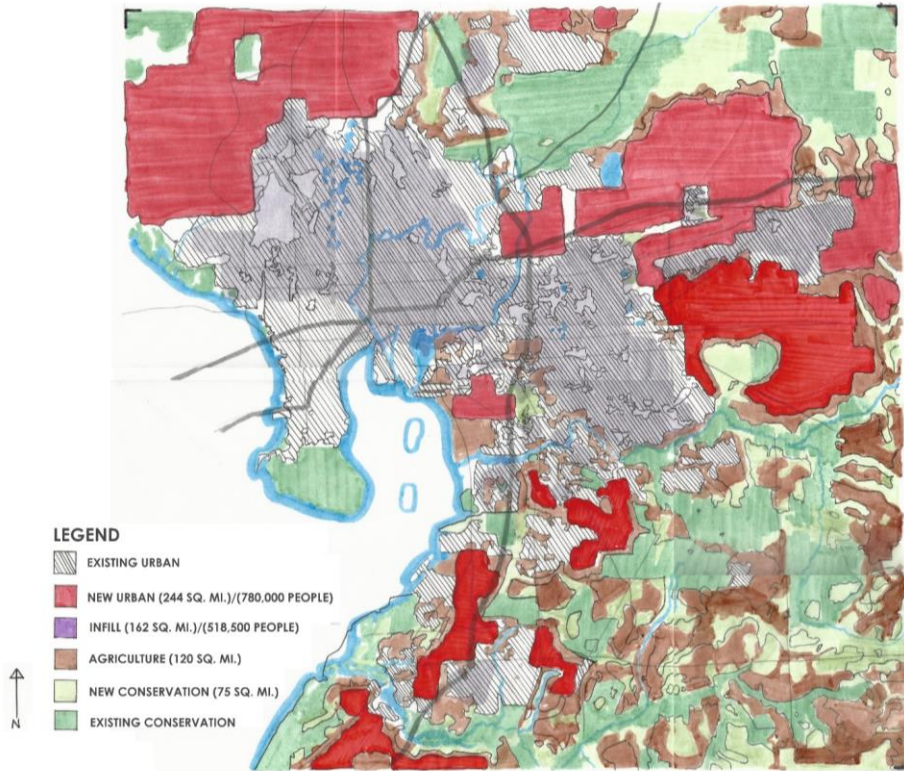 LEGEND
EXISTING URBAN
NEW URBAN (244 SQ. MI.)/(780,000 PEOPLE)
INFILL (162 SQ. MI.)/(518,500 PEOPLE)
AGRICULTURE (120 SQ. MI.)
NEW CONSERVATION (75 SQ. MI.)
EXISTING CONSERVATION
N